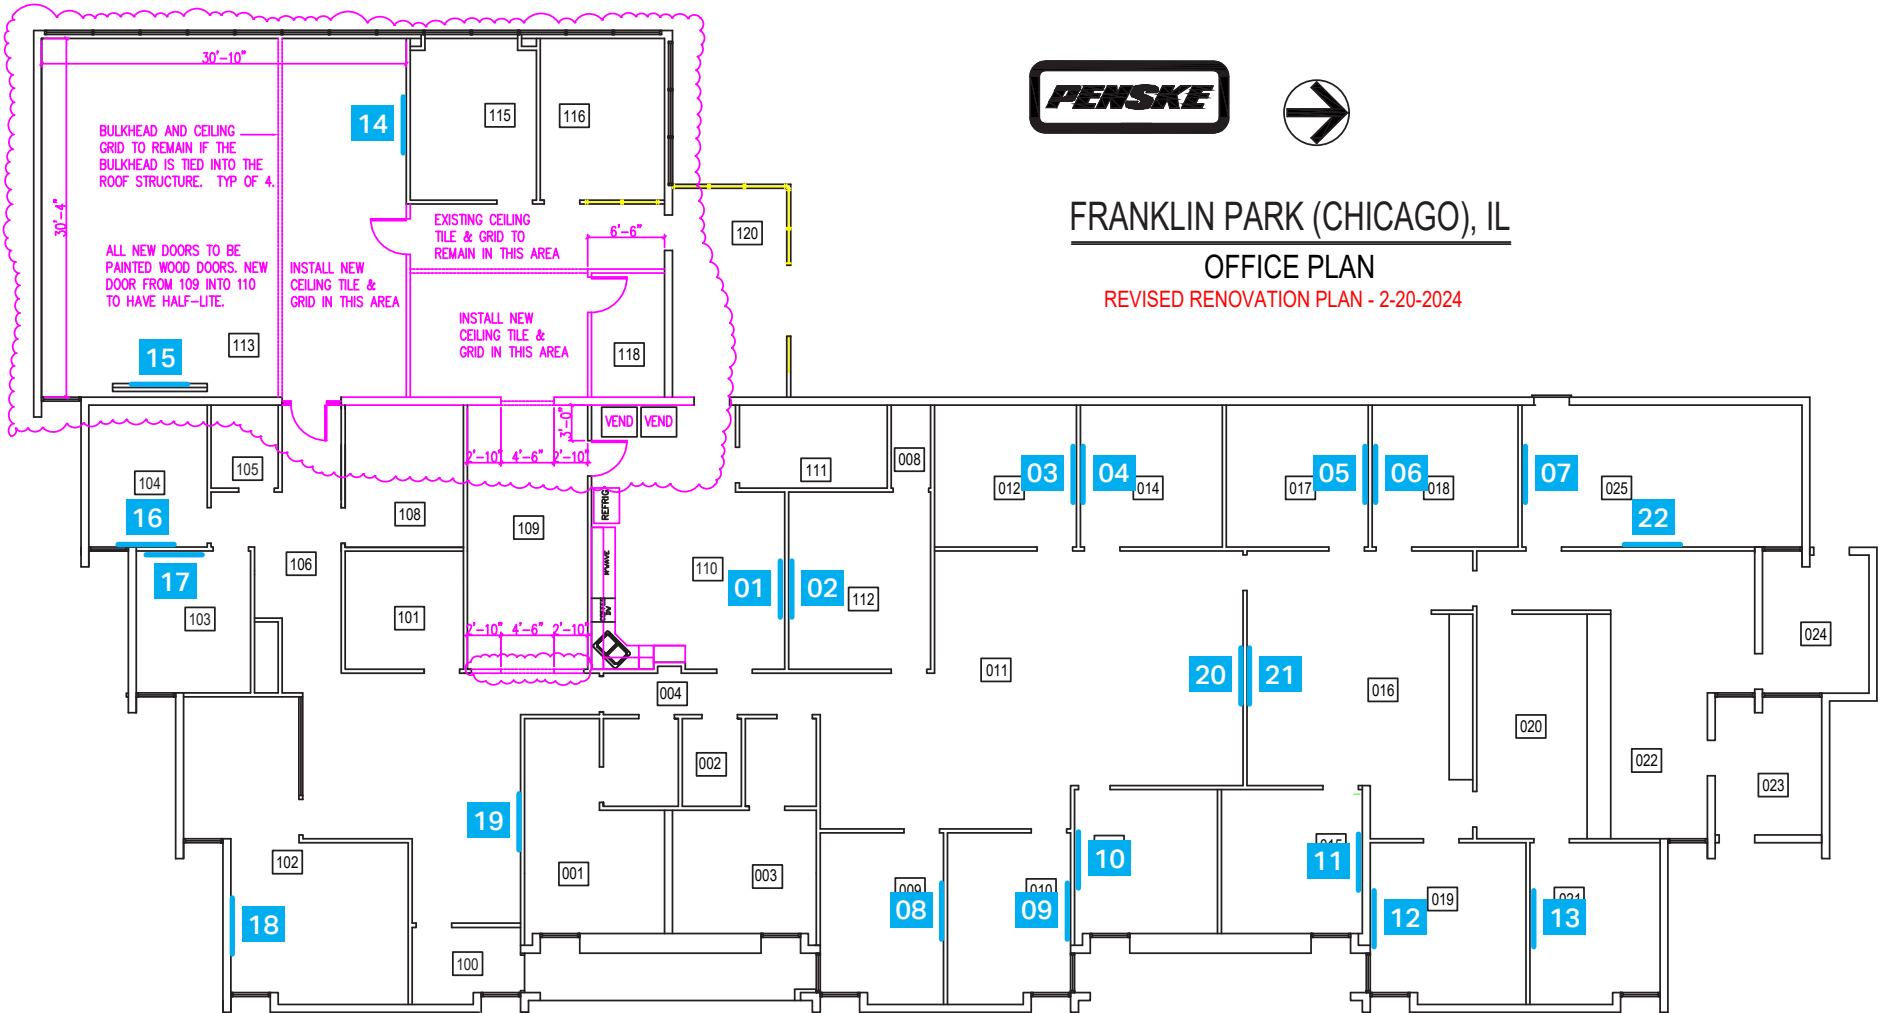 30'-10"
14
115
116
PENSKE
BULKHEAD AND CEILING
GRID TO REMAIN IF THE
BULKHEAD IS TIED INTO THE
ROOF STRUCTURE. TYP OF 4.
30'-4"
FRANKLIN PARK (CHICAGO), IL
OFFICE PLAN
REVISED RENOVATION PLAN - 2-20-2024
EXISTING CEILING
TILE & GRID TO
REMAIN IN THIS AREA
6'-6"
120
ALL NEW DOORS TO BE
PAINTED WOOD DOORS. NEW
DOOR FROM 109 INTO 110
TO HAVE HALF-LITE.
INSTALL NEW
CEILING TILE &
GRID IN THIS AREA
INSTALL NEW
CEILING TILE &
GRID IN THIS AREA
15
113
118
VEND VEND
3'-0"
2'-10" 4'-6" 2'-10"
104
105
111
008
012
03
04
014
017
05
06
018
07
025
16
108
109
REFRIG
22
106
17
103
101
110
01
02
112
2'-10" 4'-6" 2'-10"
024
011
20
21
016
004
020
022
002
023
19
102
001
003
10
11
009
08
010
09
12
019
13
18
100